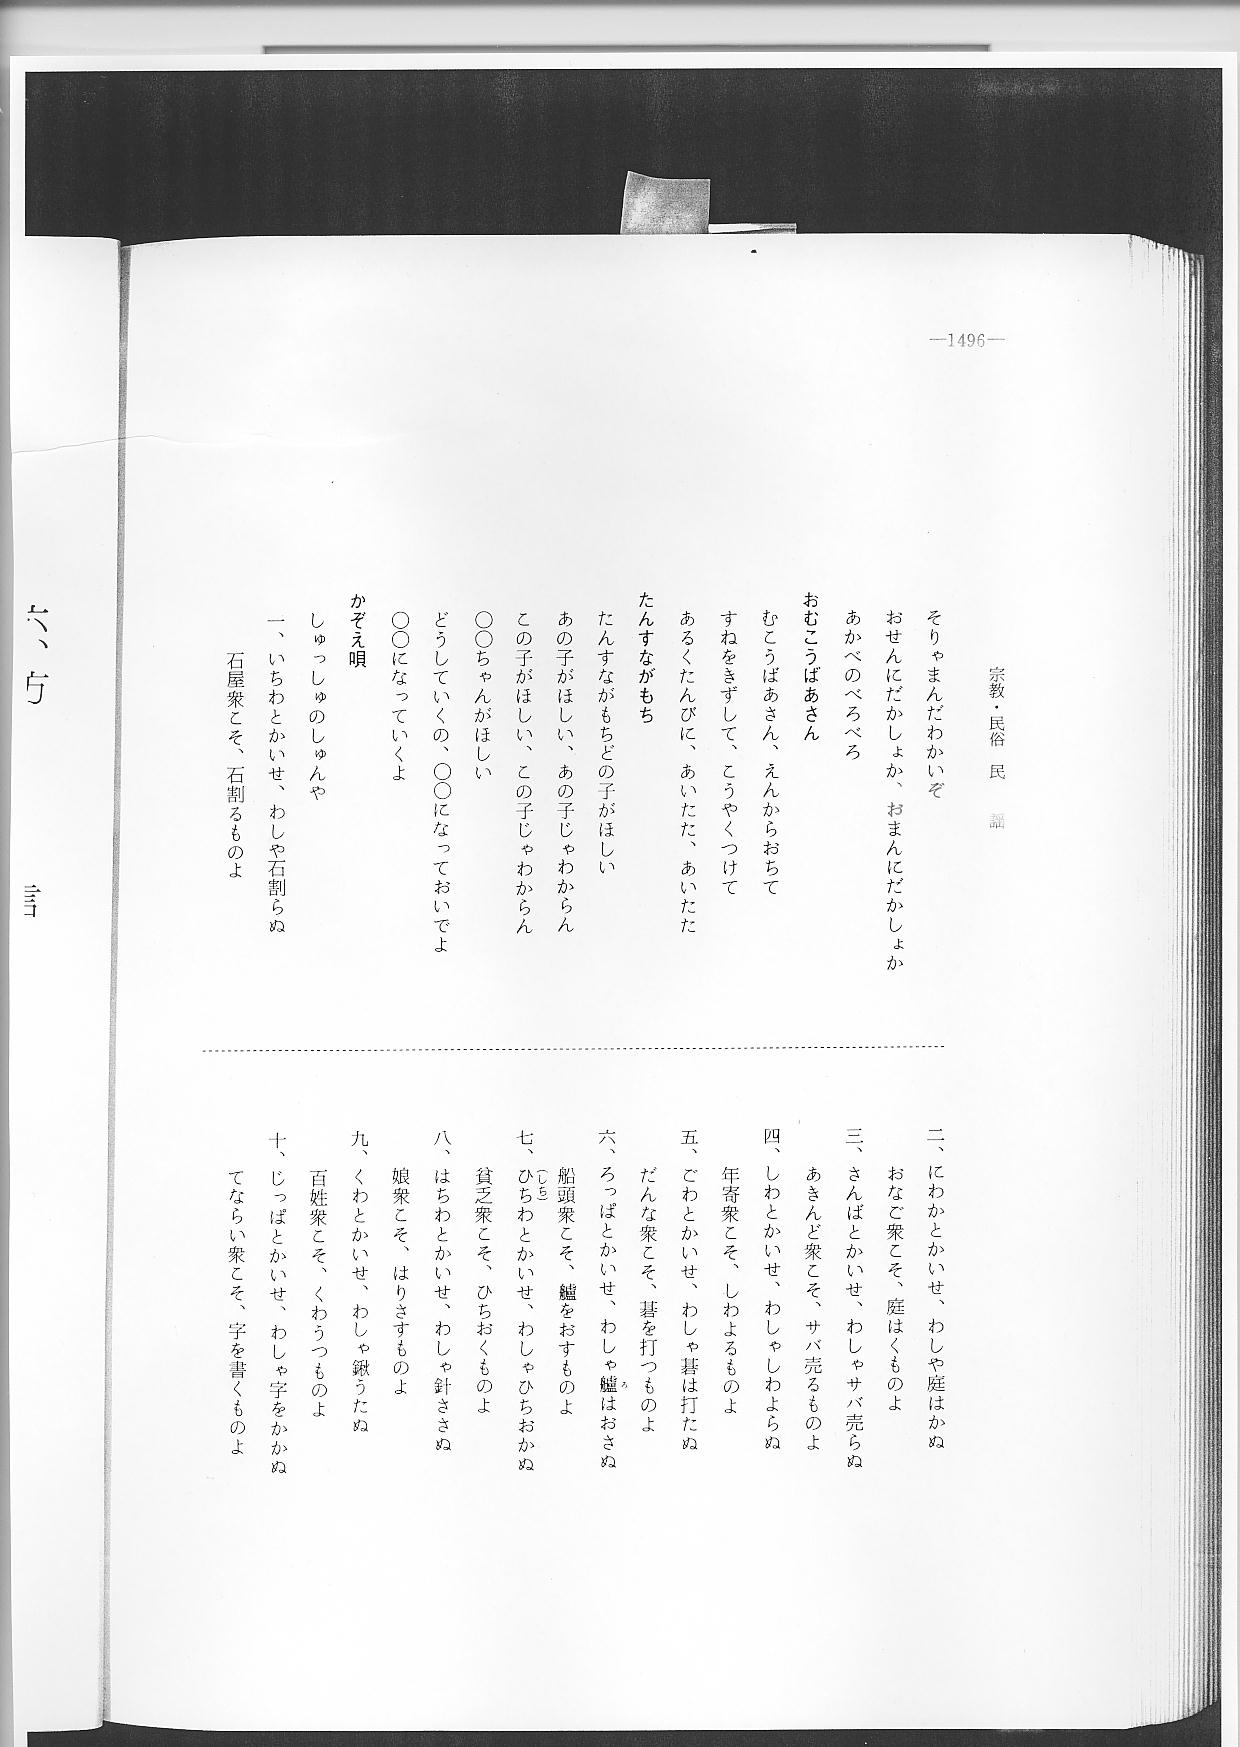 ―1496―
宗教・民俗 民 謡
そりゃまんだわかいぞ
おせんにだかしょか、おまんにだかしょか
あかべのべろべろ
おむこうばあさん
むこうばあさん、えんからおちて
すねをきずして、こうやくつけて
あるくたんびに、あいたた、あいたた
たんすながもち
たんすながもちどの子がほしい
あの子がほしい、あの子じゃわからん
この子がほしい、この子じゃわからん
〇〇ちゃんがほしい
どうしていくの、〇〇になっておいでよ
〇〇になっていくよ
かぞえ唄
しゅっしゅのしゅんや
一、いちわとかいせ、わしや石割らぬ
石屋衆こそ、石割るものよ
二、にわかとかいせ、わしや庭はかぬ
おなご衆こそ、庭はくものよ
三、さんばとかいせ、わしゃサバ売らぬ
あきんど衆こそ、サバ売るものよ
四、しわとかいせ、わしゃしわよらぬ
年寄衆こそ、しわよるものよ
五、ごわとかいせ、わしゃ碁は打たぬ
だんな衆こそ、碁を打つものよ
六、ろっぱとかいせ、わしゃ艫はおさぬ
ろ
船頭衆こそ、艫をおすものよ
七、ひちわとかいせ、わしゃひちおかぬ
(しち)
貧乏衆こそ、ひちおくものよ
八、はちわとかいせ、わしゃ針ささぬ
娘衆こそ、はりさすものよ
九、くわとかいせ、わしゃ鍬うたぬ
百姓衆こそ、くわうつものよ
十、じっぱとかいせ、わしゃ字をかかぬ
てならい衆こそ、字を書くものよ
六、方
言